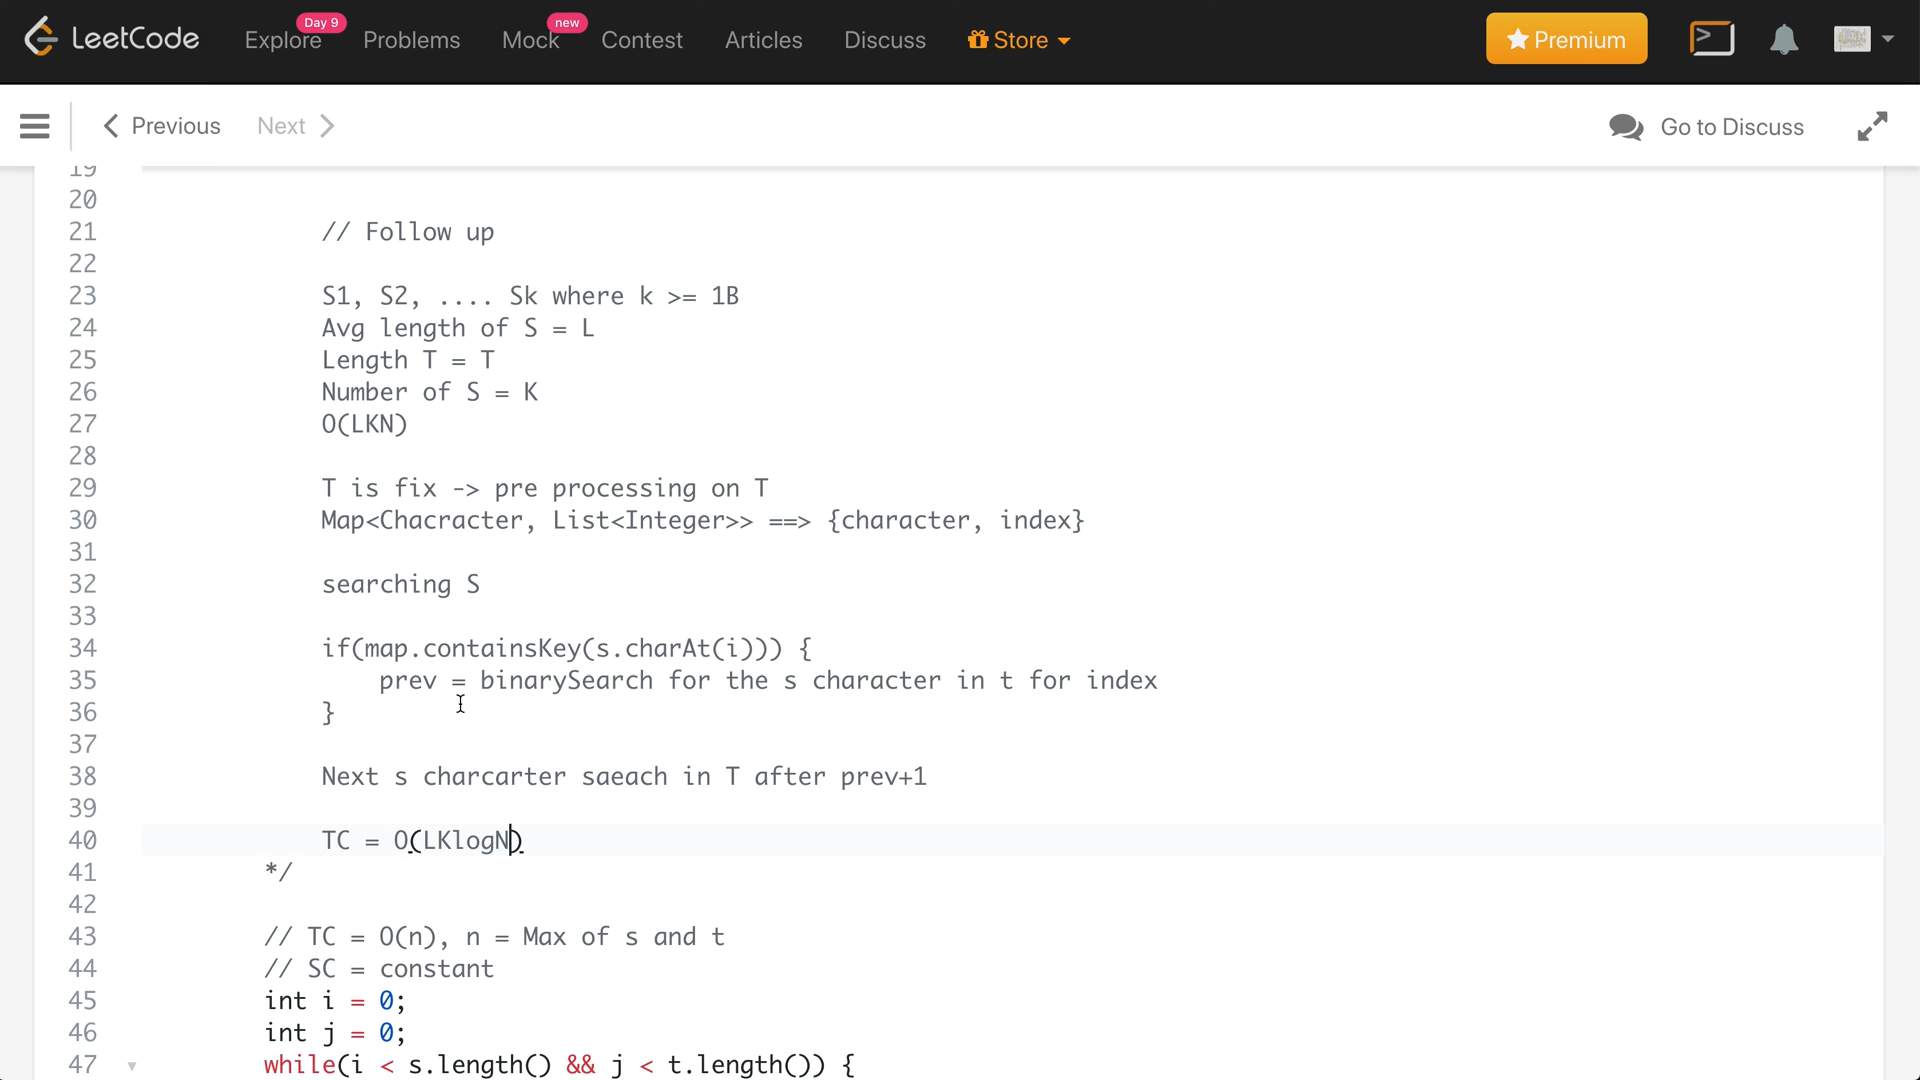 LeetCode Explore Day 9 Problems Mock new Contest Articles Discuss Store Premium
Previous Next Go to Discuss
19
20
21 // Follow up
22
23 S1, S2, .... Sk where k >= 1B
24 Avg length of S = L
25 Length T = T
26 Number of S = K
27 O(LKN)
28
29 T is fix -> pre processing on T
30 Map<Chacracter, List<Integer>> ==> {character, index}
31
32 searching S
33
34 if(map.containsKey(s.charAt(i))) {
35 prev = binarySearch for the s character in t for index
36 }
37
38 Next s charcarter saeach in T after prev+1
39
40 TC = O(LKlogN)
41 */
42
43 // TC = O(n), n = Max of s and t
44 // SC = constant
45 int i = 0;
46 int j = 0;
47 while(i < s.length() && j < t.length()) {